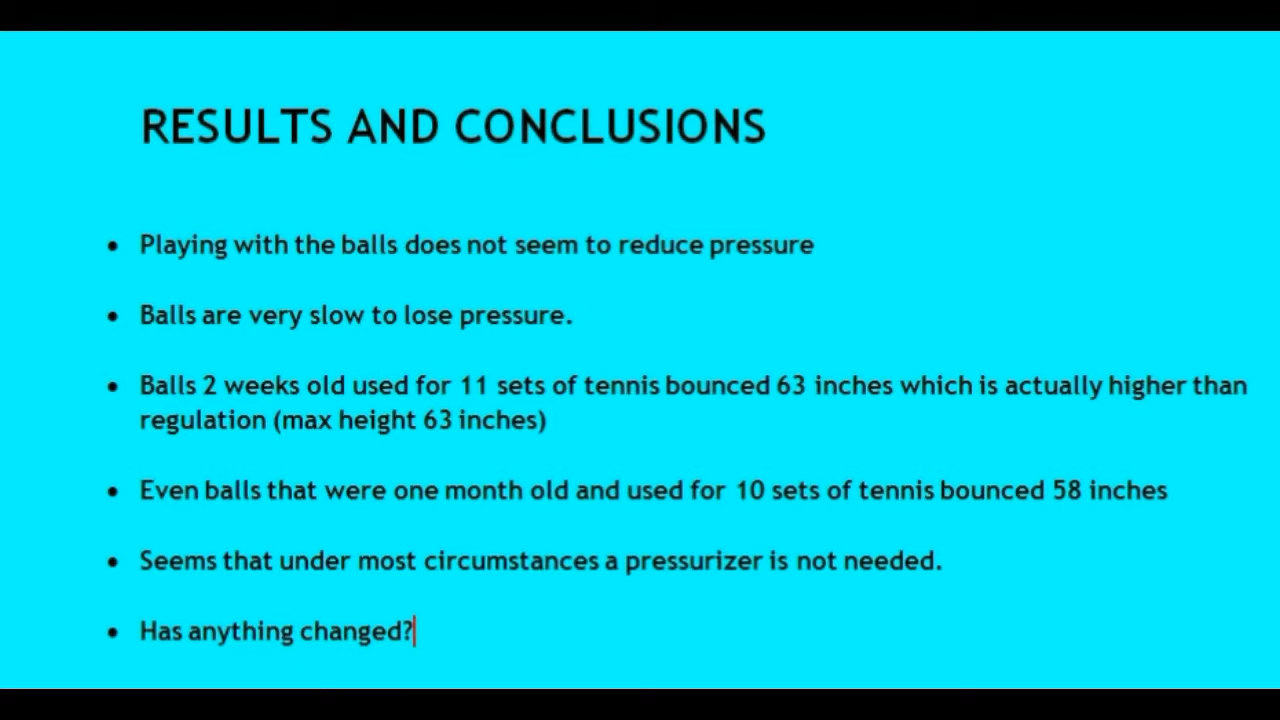 RESULTS AND CONCLUSIONS
• Playing with the balls does not seem to reduce pressure
• Balls are very slow to lose pressure.
• Balls 2 weeks old used for 11 sets of tennis bounced 63 inches which is actually higher than
regulation (max height 63 inches)
• Even balls that were one month old and used for 10 sets of tennis bounced 58 inches
• Seems that under most circumstances a pressurizer is not needed.
• Has anything changed?